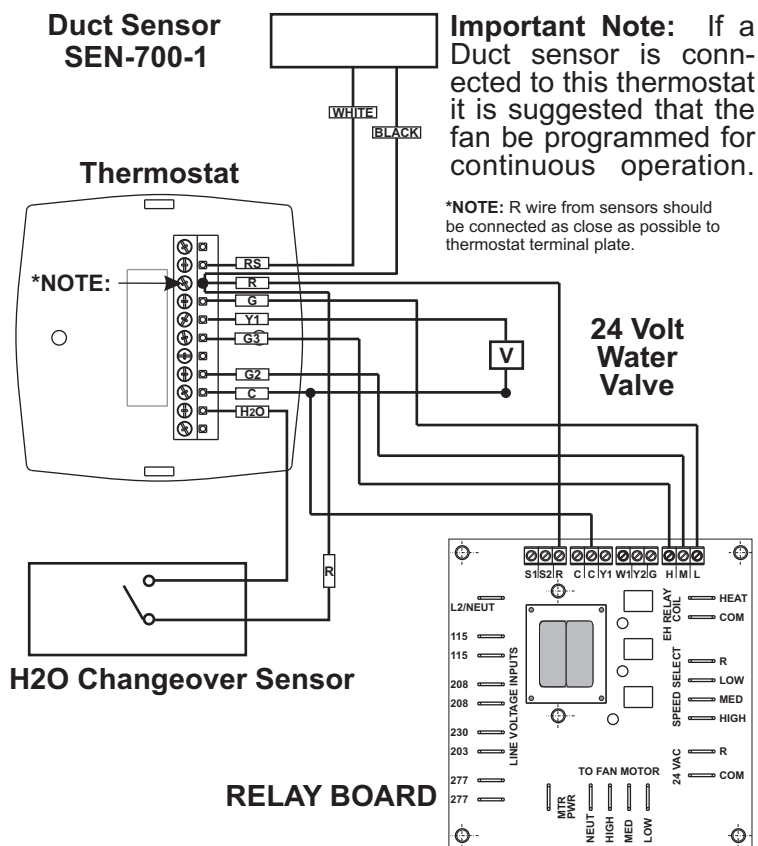 Duct Sensor
SEN-700-1
Important Note: If a
Duct sensor is conn-
ected to this thermostat
it is suggested that the
fan be programmed for
continuous operation.
WHITE
BLACK
Thermostat
*NOTE: R wire from sensors should
be connected as close as possible to
thermostat terminal plate.
*NOTE:
RS
R
G
Y1
G3
G2
C
H2O
V
24 Volt
Water
Valve
R
H2O Changeover Sensor
RELAY BOARD
S1 S2 R C C Y1 W1 Y2 G H M L
L2/NEUT
115
115
208
208
230
203
277
277
LINE VOLTAGE INPUTS
EH RELAY
COIL
HEAT
COM
SPEED SELECT
R
LOW
MED
HIGH
24 VAC
R
COM
TO FAN MOTOR
MTR
PWR
NEUT
HIGH
MED
LOW